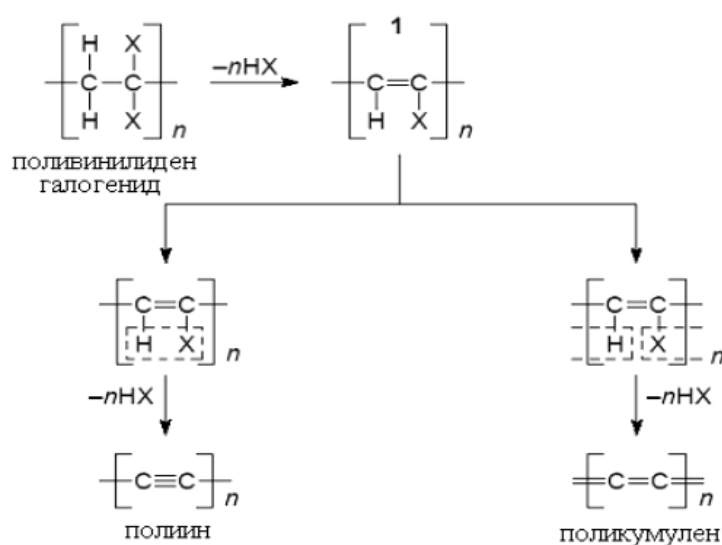 H X 1
–nHX
C C C=C
H X H X
n n
поливинилиден
галогенид
C=C C=C
H X H X
n n
–nHX –nHX
C≡C =C=C=
n n
полиин поликумулен